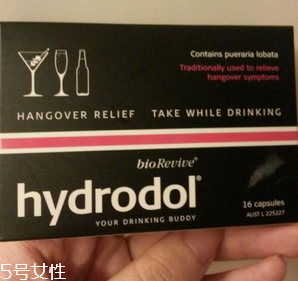 Contains pueraria lobata
Traditionally used to relieve
hangover symptoms
HANGOVER RELIEF TAKE WHILE DRINKING
bioRevive®
hydrodol®
YOUR DRINKING BUDDY
16 capsules
AUST L 225227
5号女性